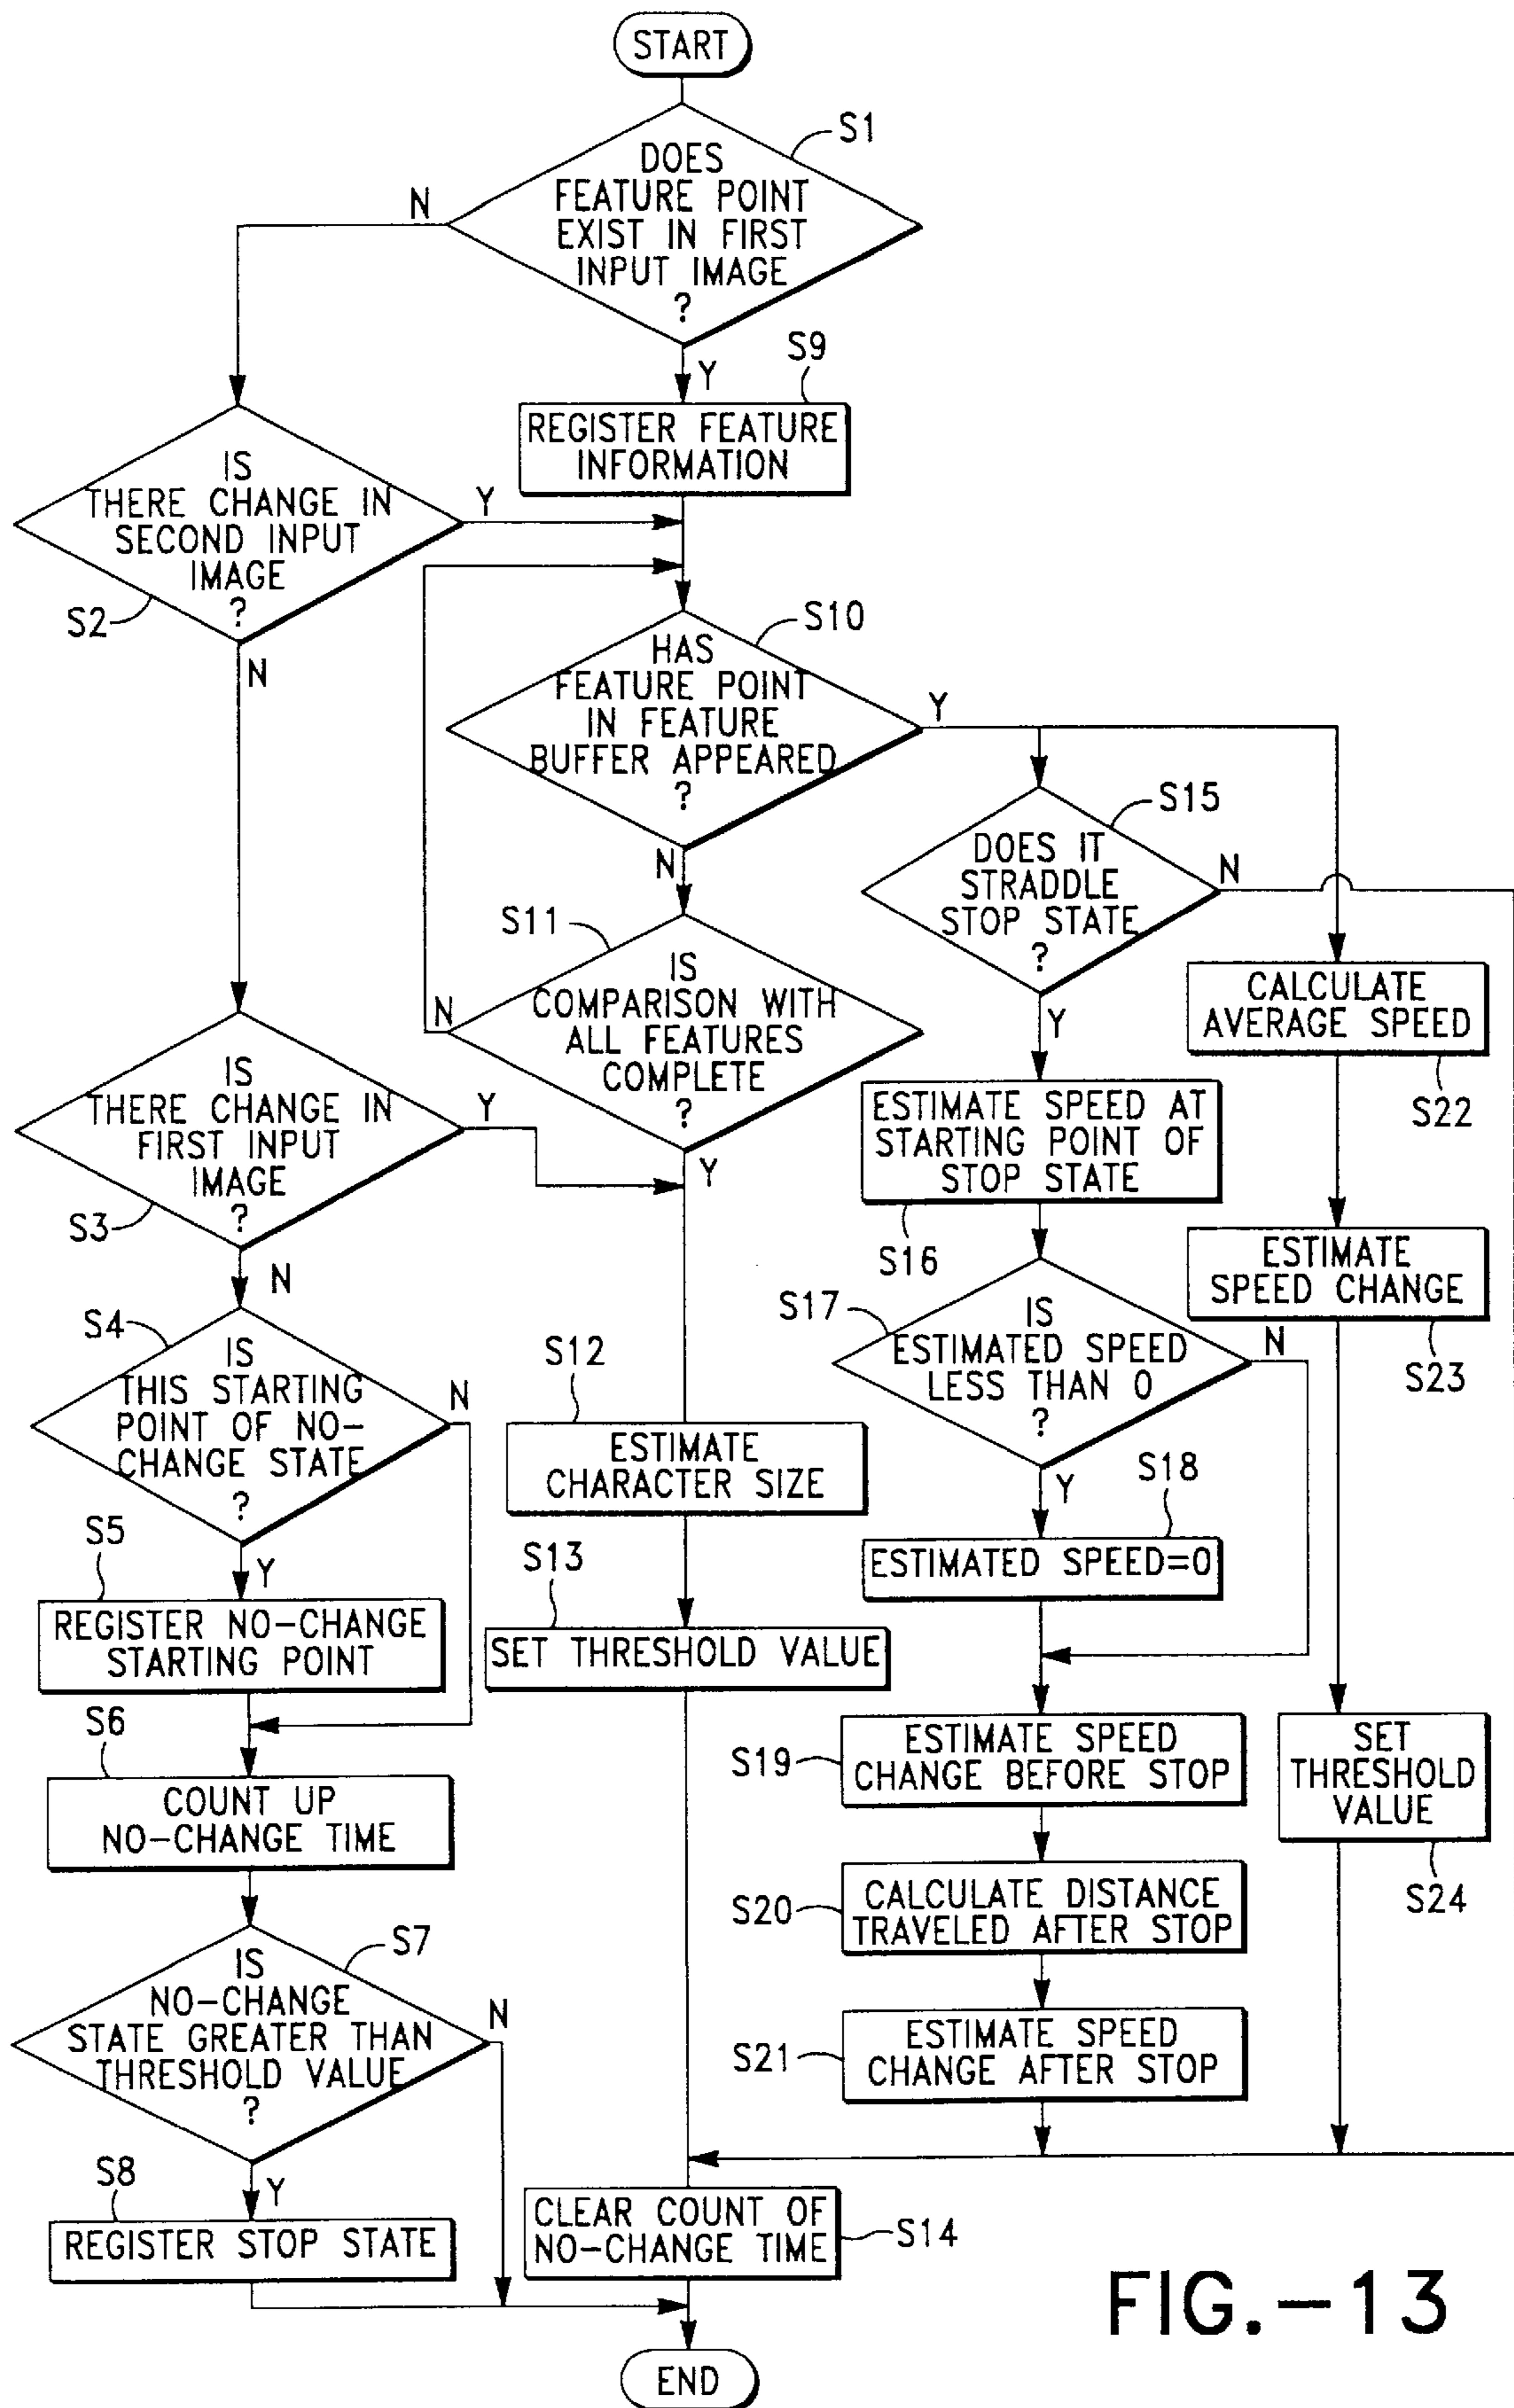 START
S1
DOES
FEATURE POINT
EXIST IN FIRST
INPUT IMAGE
?
N
Y
S9
REGISTER FEATURE
INFORMATION
IS
THERE CHANGE IN
SECOND INPUT
IMAGE
?
S2
Y
N
S10
HAS
FEATURE POINT
IN FEATURE
BUFFER APPEARED
?
Y
N
S15
DOES IT
STRADDLE
STOP STATE
?
N
Y
S11
IS
COMPARISON WITH
ALL FEATURES
COMPLETE
?
N
Y
CALCULATE
AVERAGE SPEED
S22
IS
THERE CHANGE IN
FIRST INPUT
IMAGE
?
S3
Y
N
ESTIMATE SPEED AT
STARTING POINT OF
STOP STATE
S16
ESTIMATE
SPEED CHANGE
S23
S4
IS
THIS STARTING
POINT OF NO-
CHANGE STATE
?
N
Y
S17
IS
ESTIMATED SPEED
LESS THAN 0
?
N
Y
S12
ESTIMATE
CHARACTER SIZE
S18
ESTIMATED SPEED=0
S5
REGISTER NO-CHANGE
STARTING POINT
S13
SET THRESHOLD VALUE
S6
COUNT UP
NO-CHANGE TIME
S19
ESTIMATE SPEED
CHANGE BEFORE STOP
SET
THRESHOLD
VALUE
S24
S20
CALCULATE DISTANCE
TRAVELED AFTER STOP
S7
IS
NO-CHANGE
STATE GREATER THAN
THRESHOLD VALUE
?
N
Y
S21
ESTIMATE SPEED
CHANGE AFTER STOP
S8
REGISTER STOP STATE
CLEAR COUNT OF
NO-CHANGE TIME
S14
END
FIG.-13